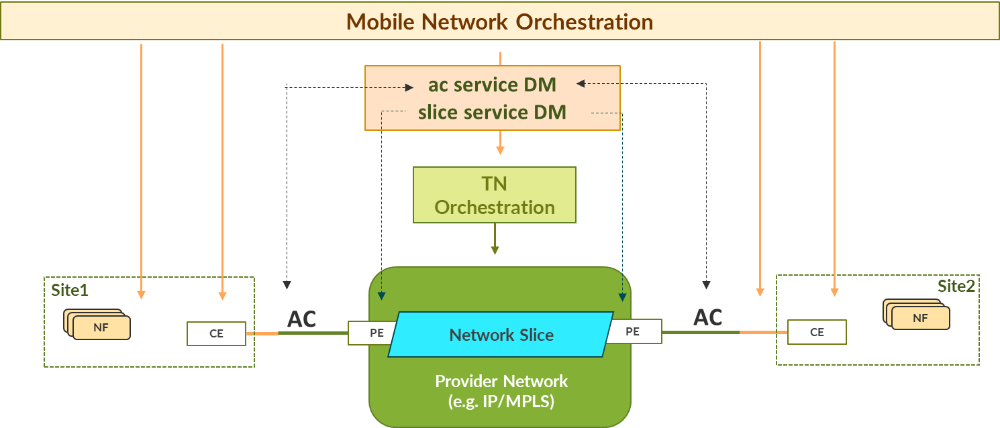 Mobile Network Orchestration
ac service DM
slice service DM
TN
Orchestration
Site1
NF
CE
AC
PE
Network Slice
PE
AC
Site2
CE
NF
Provider Network
(e.g. IP/MPLS)